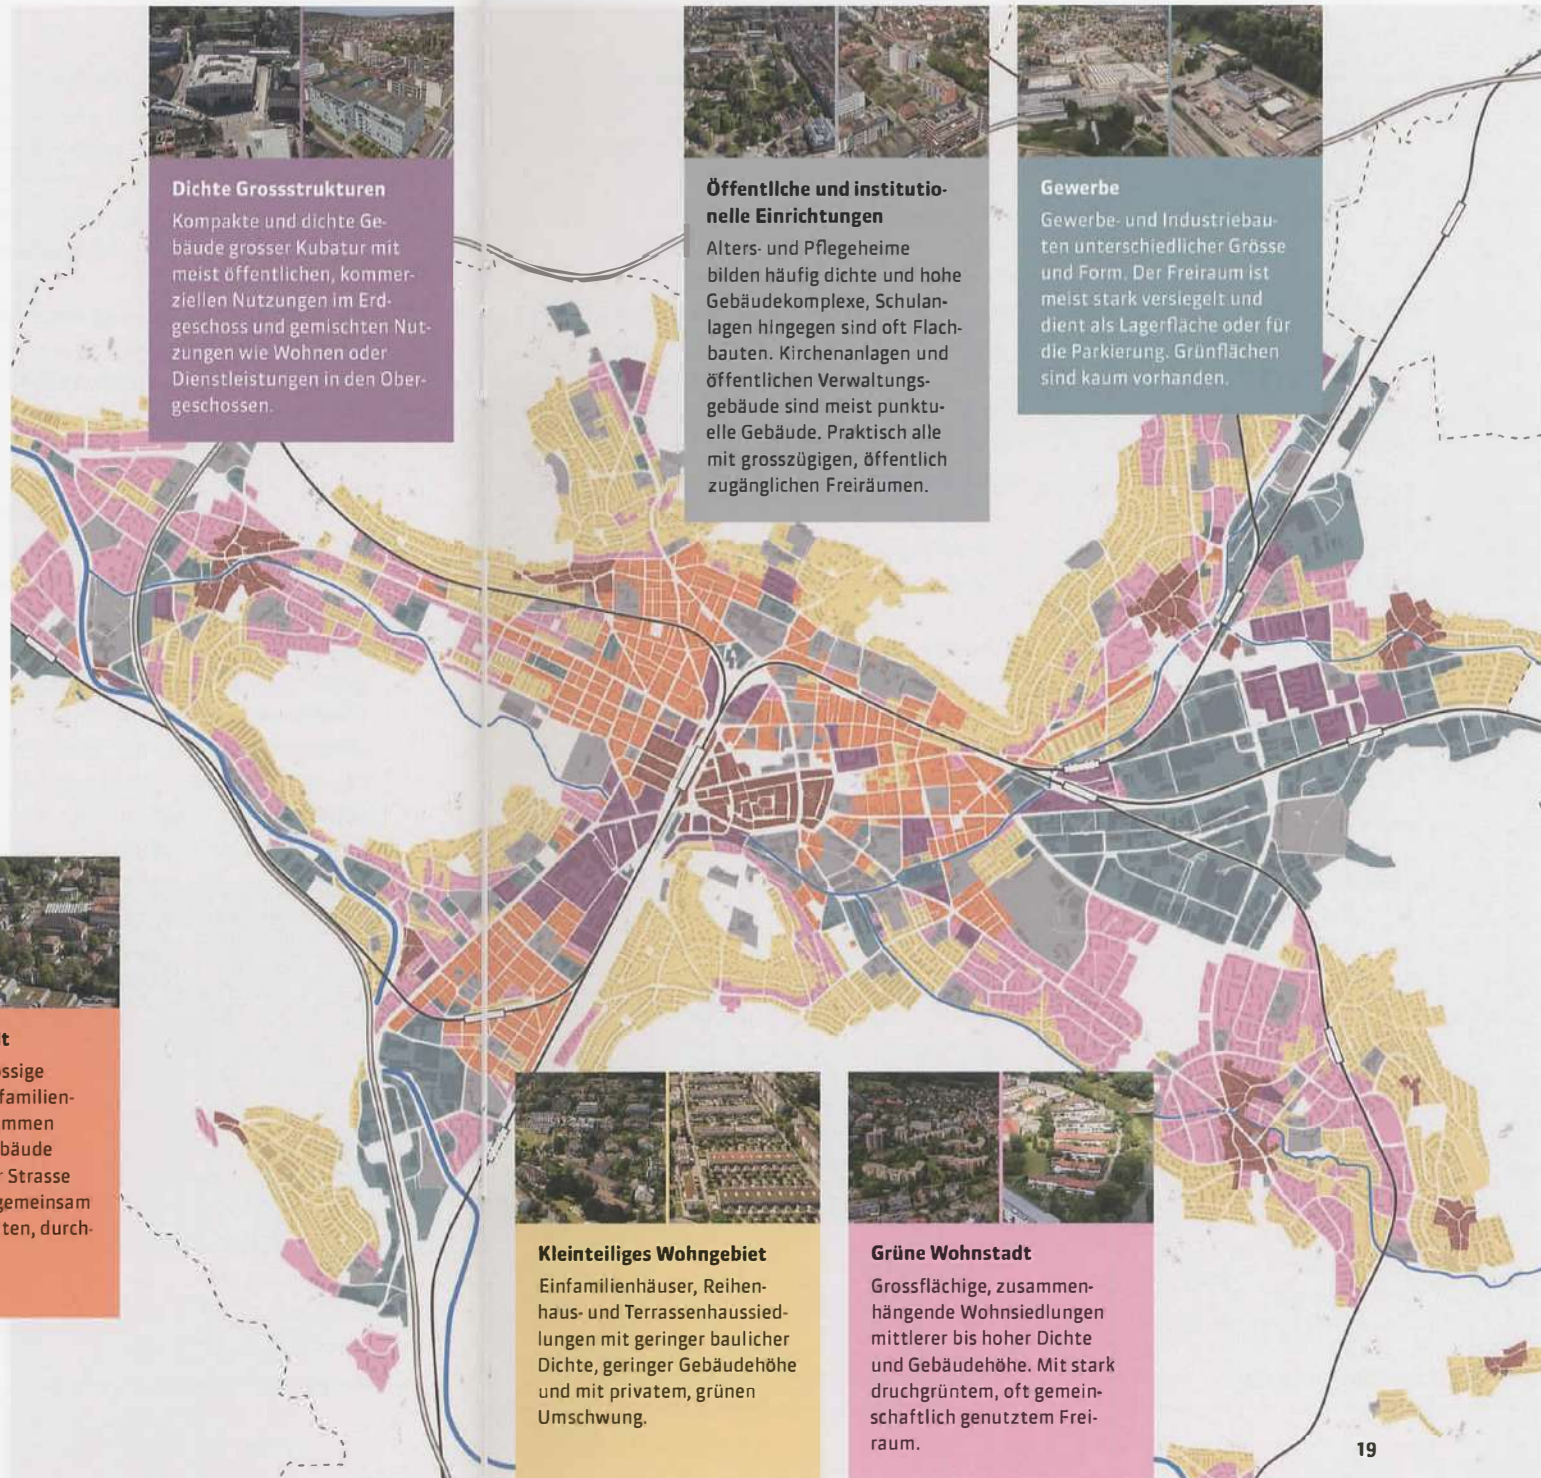 Dichte Grossstrukturen
Kompakte und dichte Ge-
bäude grosser Kubatur mit
meist öffentlichen, kommer-
ziellen Nutzungen im Erd-
geschoss und gemischten Nut-
zungen wie Wohnen oder
Dienstleistungen in den Ober-
geschossen.
Öffentliche und institutio-
nelle Einrichtungen
Alters- und Pflegeheime
bilden häufig dichte und hohe
Gebäudekomplexe, Schulan-
lagen hingegen sind oft Flach-
bauten. Kirchenanlagen und
öffentlichen Verwaltungs-
gebäude sind meist punktu-
elle Gebäude. Praktisch alle
mit grosszügigen, öffentlich
zugänglichen Freiräumen.
Gewerbe
Gewerbe- und Industriebau-
ten unterschiedlicher Grösse
und Form. Der Freiraum ist
meist stark versiegelt und
dient als Lagerfläche oder für
die Parkierung. Grünflächen
sind kaum vorhanden.
lt
ossige
familien-
ammen
ebäude
r Strasse
gemeinsam
ten, durch-
Kleinteiliges Wohngebiet
Einfamilienhäuser, Reihen-
haus- und Terrassenhaussied-
lungen mit geringer baulicher
Dichte, geringer Gebäudehöhe
und mit privatem, grünen
Umschwung.
Grüne Wohnstadt
Grossflächige, zusammen-
hängende Wohnsiedlungen
mittlerer bis hoher Dichte
und Gebäudehöhe. Mit stark
druchgrüntem, oft gemein-
schaftlich genutztem Frei-
raum.
19